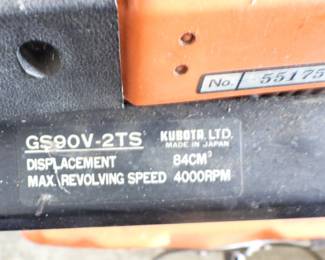 No. 55175
GS90V-2TS KUBOTA, LTD.
MADE IN JAPAN
DISPLACEMENT 84CM³
MAX. REVOLVING SPEED 4000RPM